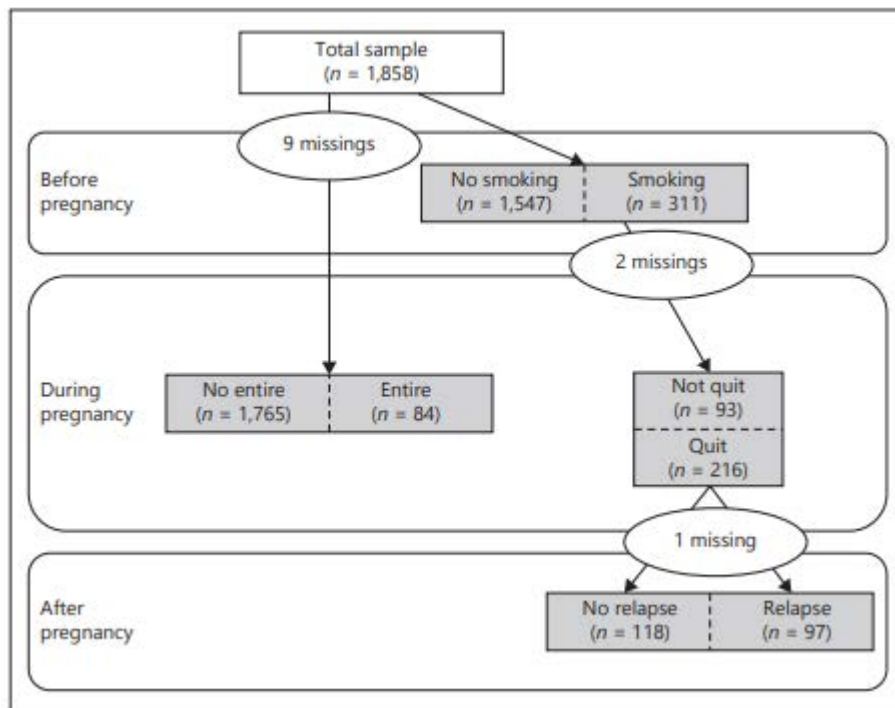 Total sample
(n = 1,858)
9 missings
Before
pregnancy
No smoking
(n = 1,547)
Smoking
(n = 311)
2 missings
During
pregnancy
No entire
(n = 1,765)
Entire
(n = 84)
Not quit
(n = 93)
Quit
(n = 216)
1 missing
After
pregnancy
No relapse
(n = 118)
Relapse
(n = 97)